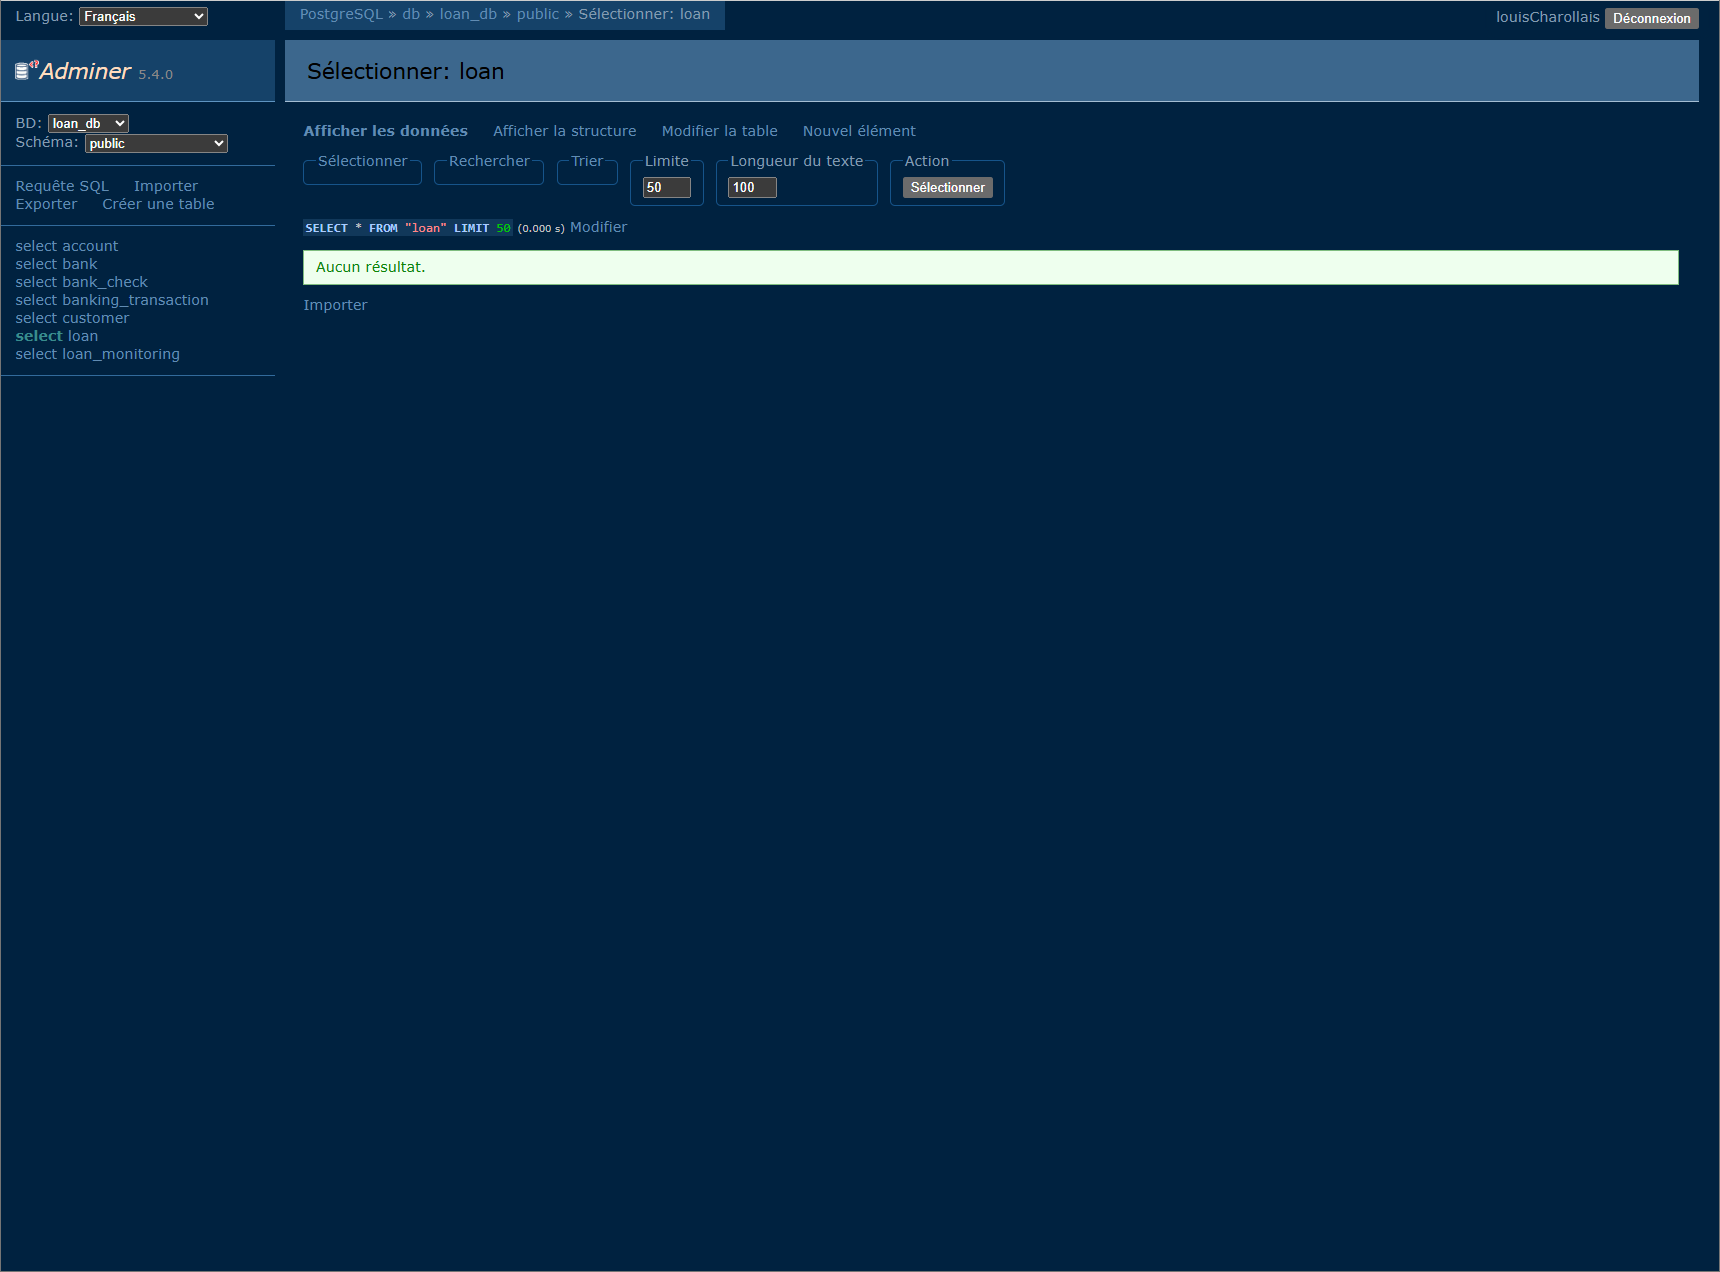 Langue: Français
PostgreSQL » db » loan_db » public » Sélectionner: loan
louisCharollais Déconnexion
Adminer 5.4.0
Sélectionner: loan
BD: loan_db
Schéma: public
Requête SQL Importer
Exporter Créer une table
select account
select bank
select bank_check
select banking_transaction
select customer
select loan
select loan_monitoring
Afficher les données Afficher la structure Modifier la table Nouvel élément
Sélectionner Rechercher Trier Limite Longueur du texte Action
50 100 Sélectionner
SELECT * FROM "loan" LIMIT 50 (0.000 s) Modifier
Aucun résultat.
Importer